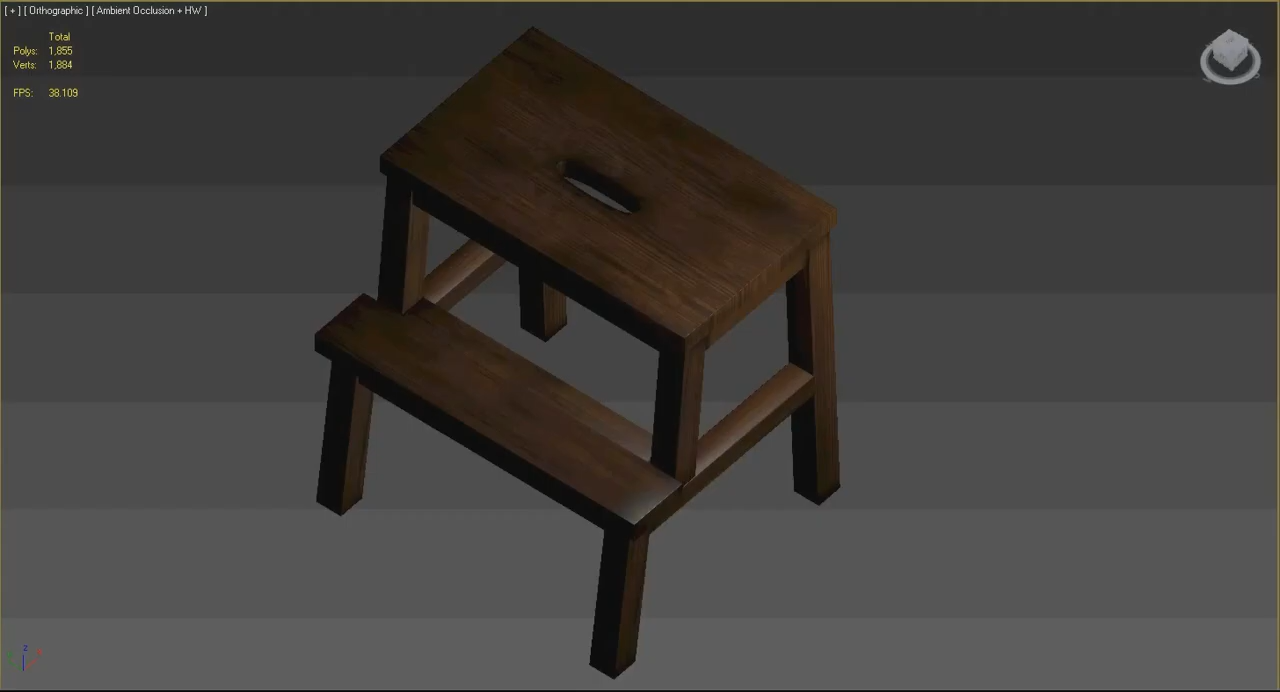 [ + ] [ Orthographic ] [ Ambient Occlusion + HW ]
Total
Polys: 1,855
Verts: 1,884
FPS: 38.109
z